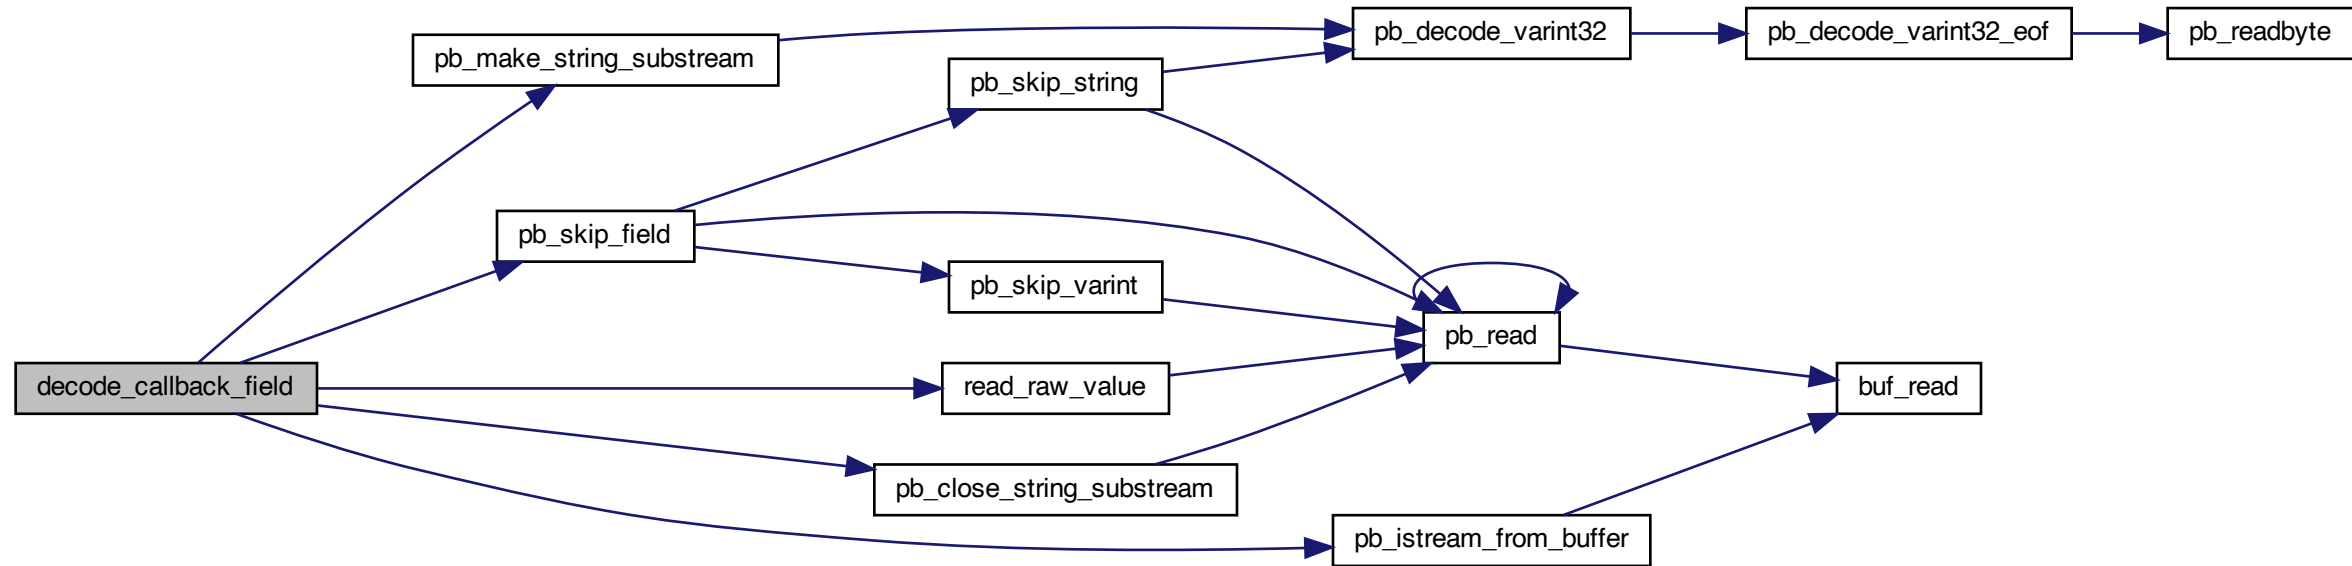 pb_decode_varint32
pb_decode_varint32_eof
pb_readbyte
pb_make_string_substream
pb_skip_string
pb_skip_field
pb_skip_varint
pb_read
decode_callback_field
read_raw_value
buf_read
pb_close_string_substream
pb_istream_from_buffer